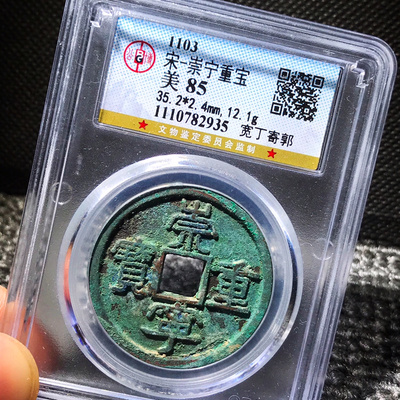 1103
宋·崇宁重宝
美 85
35.2*2.4mm, 12.1g
1110782935 宽丁寄郭
★ 文物鉴定委员会监制 ★
崇寧重寳